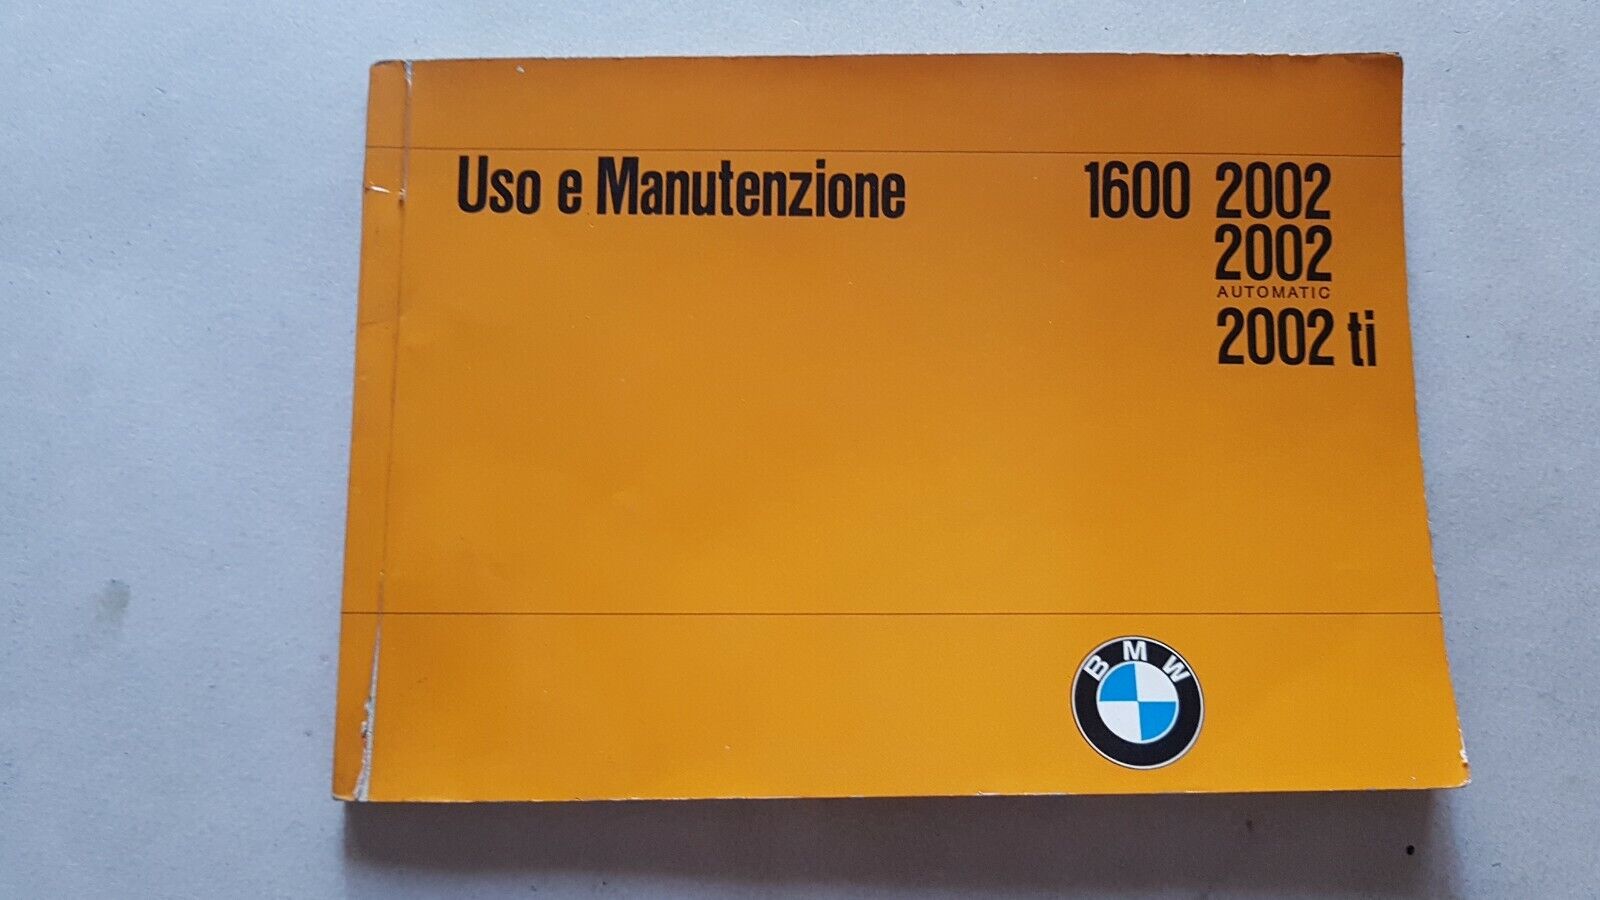 Uso e Manutenzione 1600 2002
2002
AUTOMATIC
2002 ti
BMW